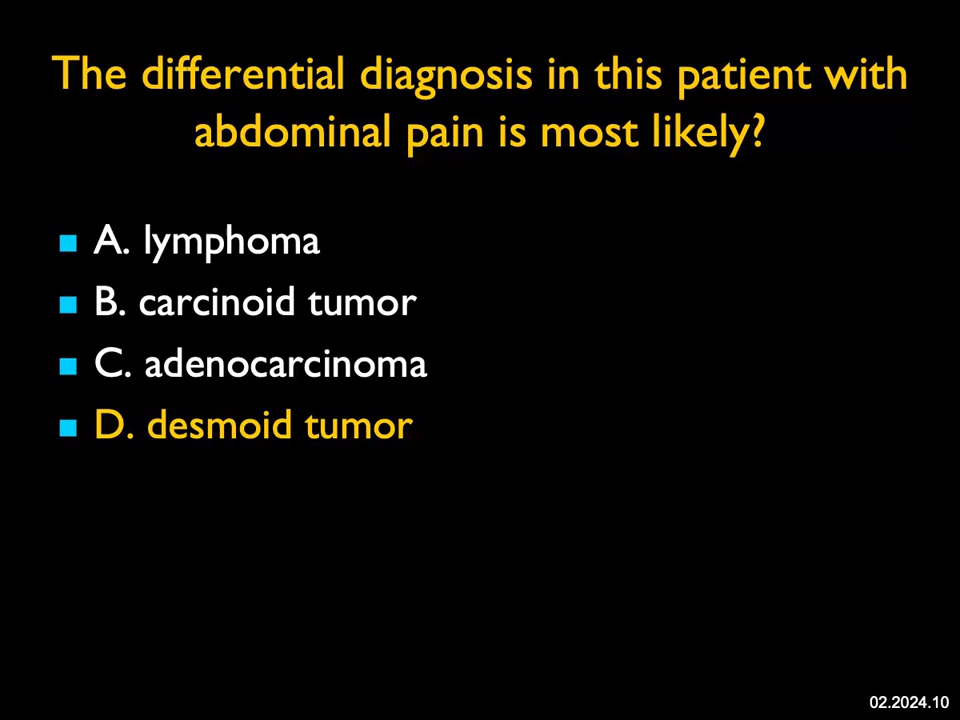 The differential diagnosis in this patient with
abdominal pain is most likely?
A. lymphoma
B. carcinoid tumor
C. adenocarcinoma
D. desmoid tumor
02.2024.10